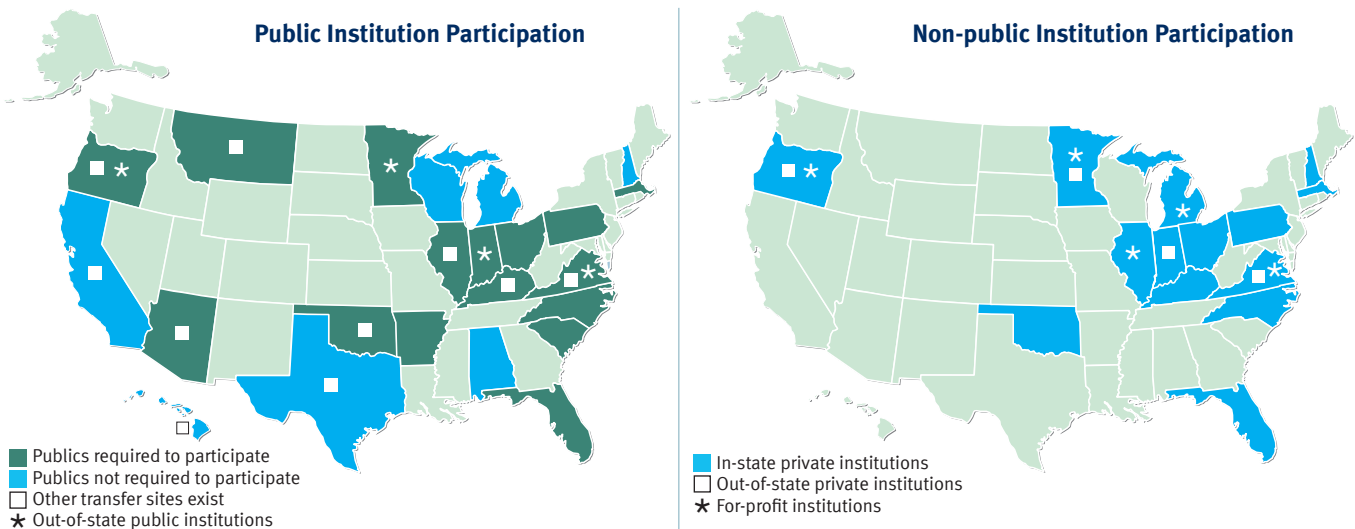 Public Institution Participation
Publics required to participate
Publics not required to participate
Other transfer sites exist
Out-of-state public institutions
Non-public Institution Participation
In-state private institutions
Out-of-state private institutions
For-profit institutions